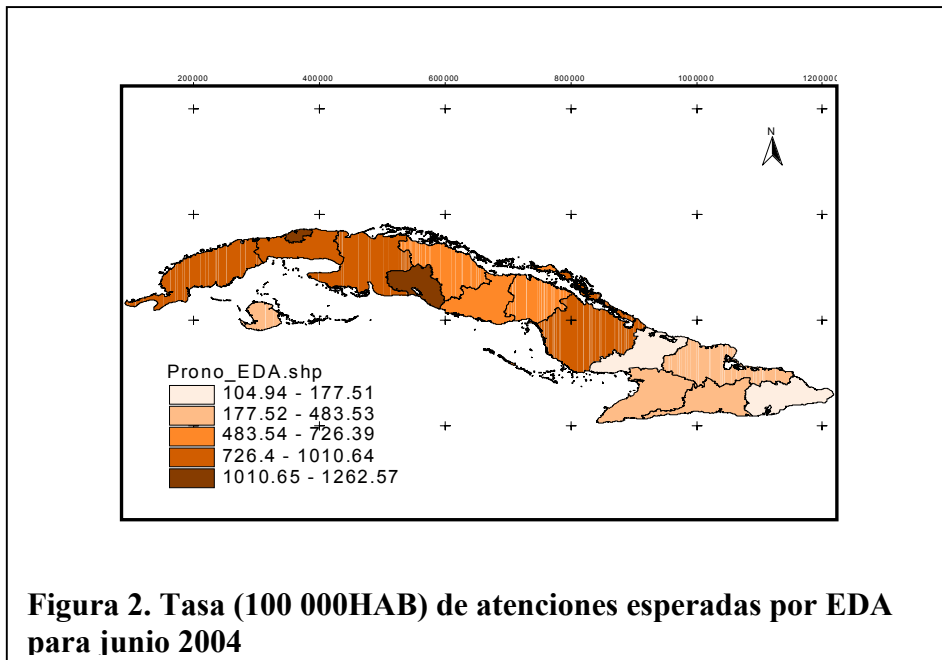 200000 400000 600000 800000 1000000 1200000
N
Prono_EDA.shp
104.94 - 177.51
177.52 - 483.53
483.54 - 726.39
726.4 - 1010.64
1010.65 - 1262.57
Figura 2. Tasa (100 000HAB) de atenciones esperadas por EDA
para junio 2004